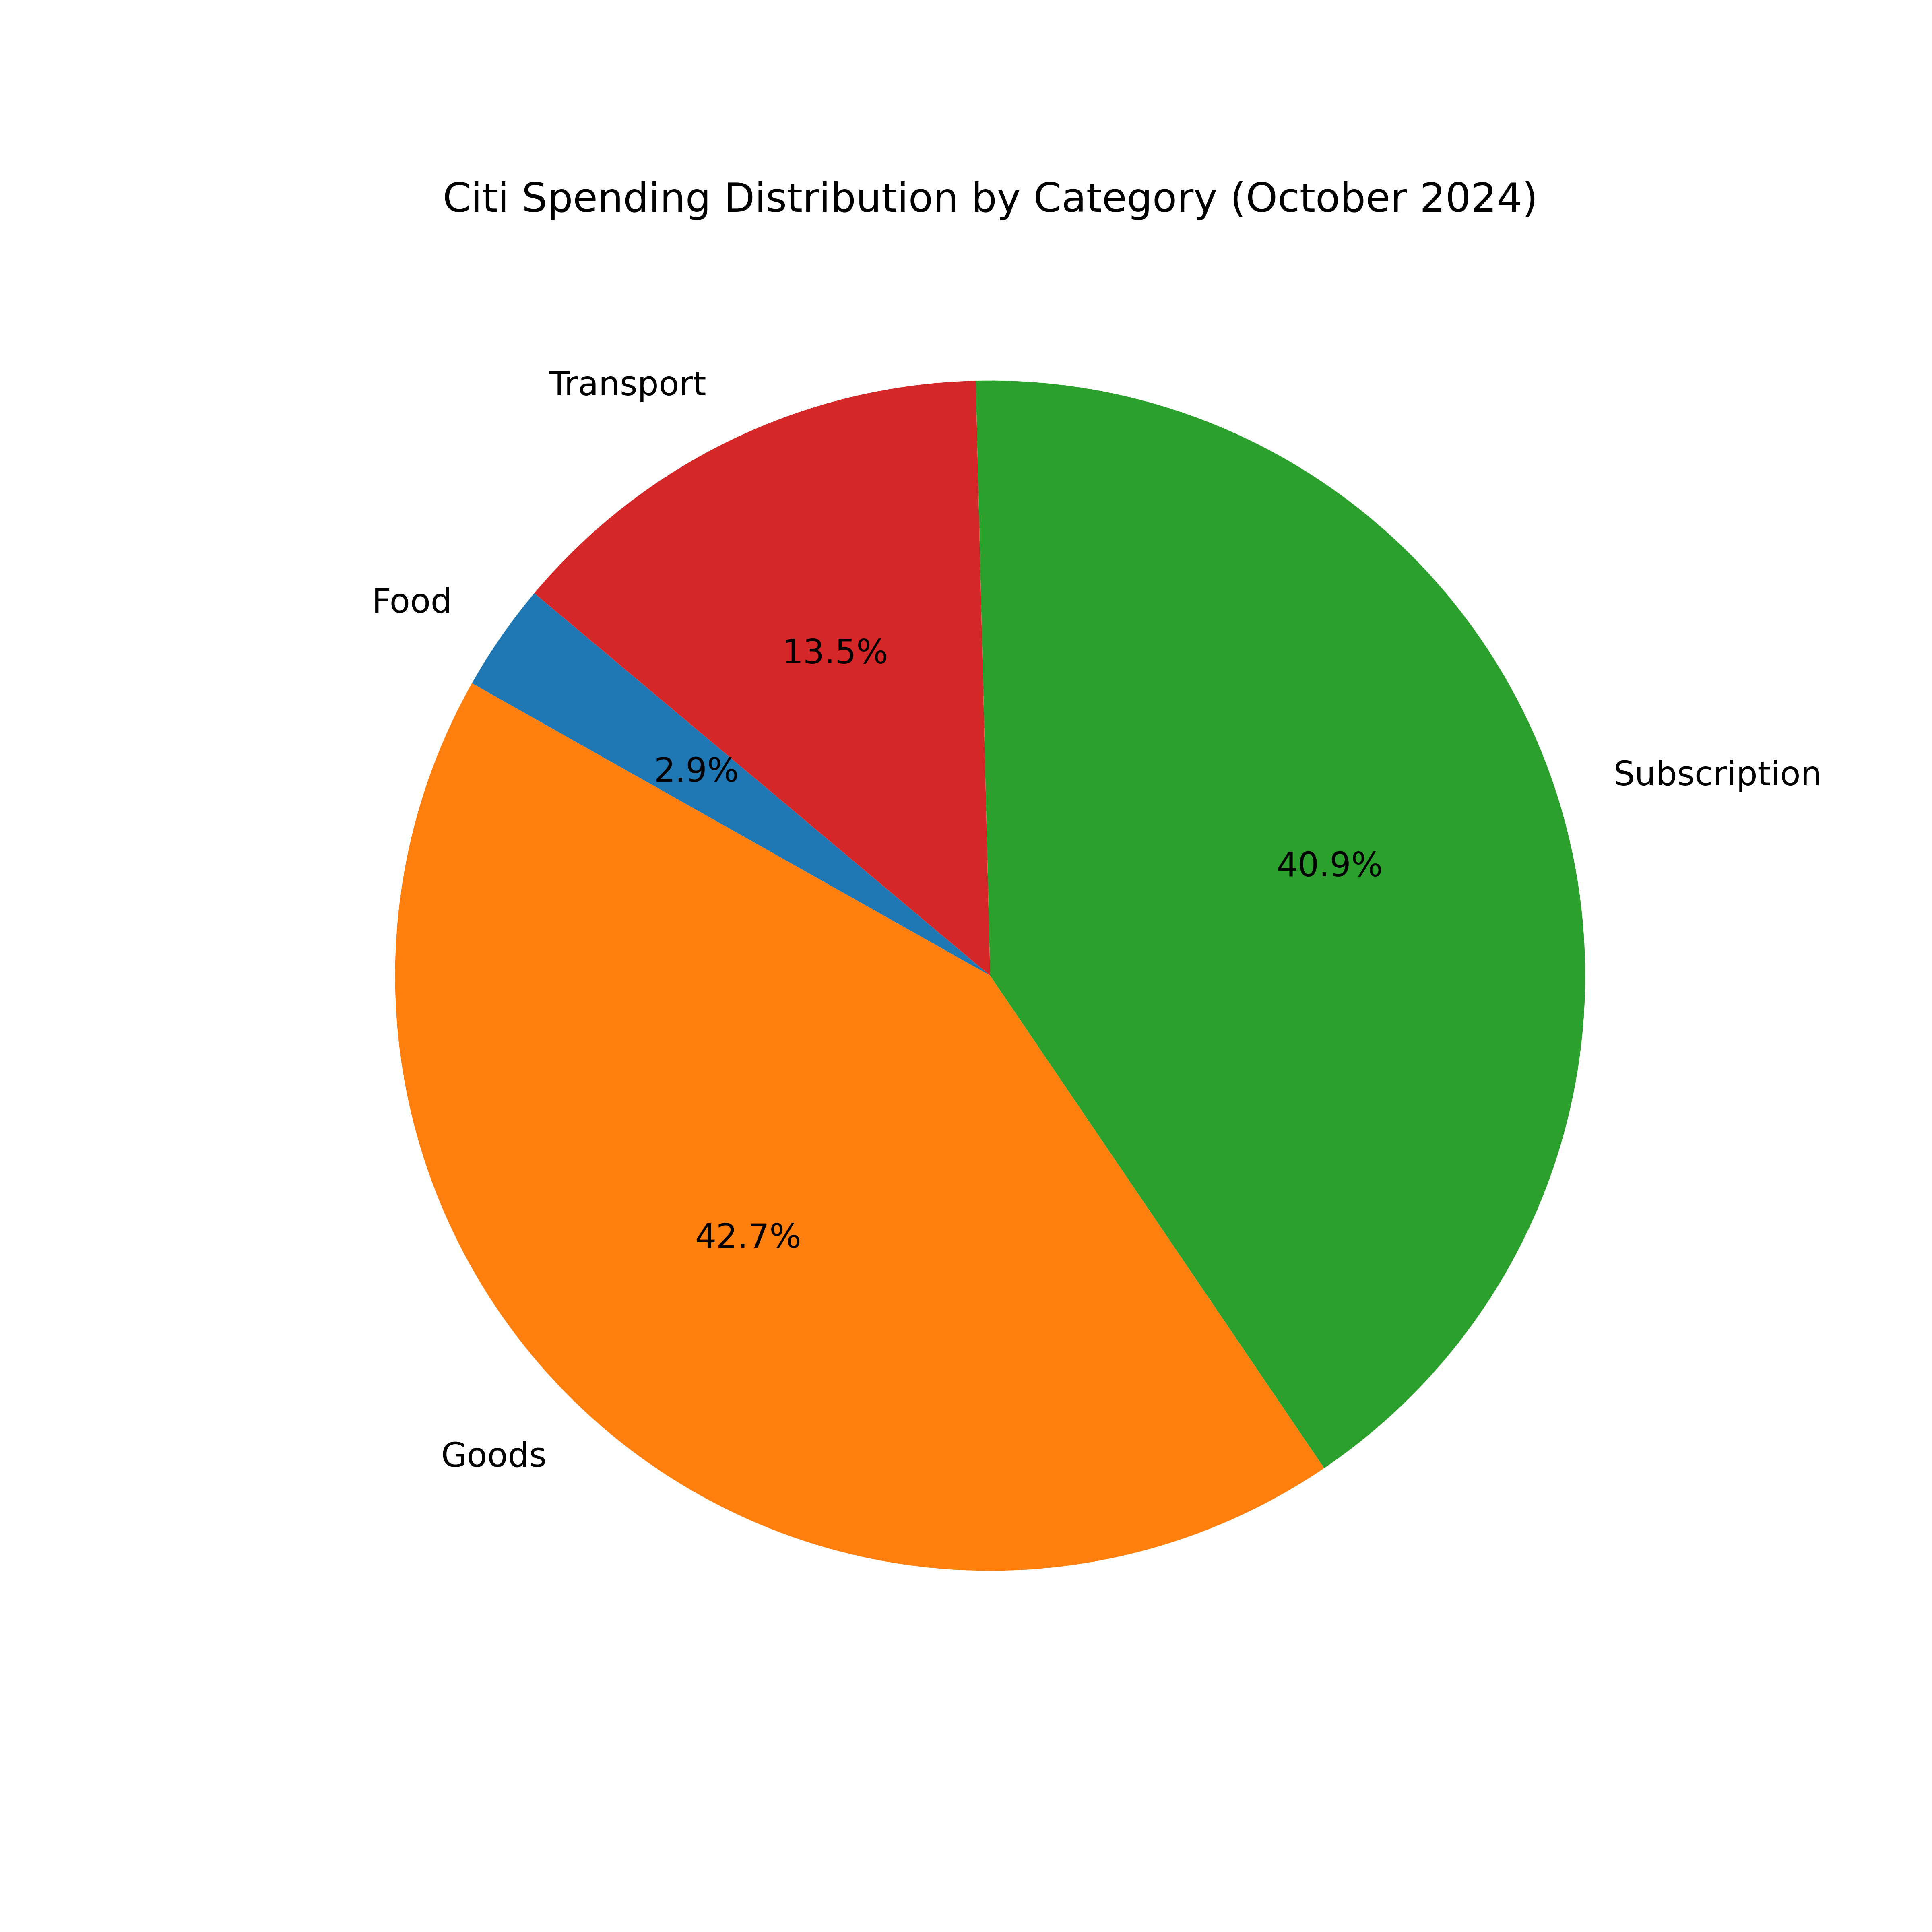 Citi Spending Distribution by Category (October 2024)
Transport
Food
13.5%
2.9%
Subscription
40.9%
42.7%
Goods